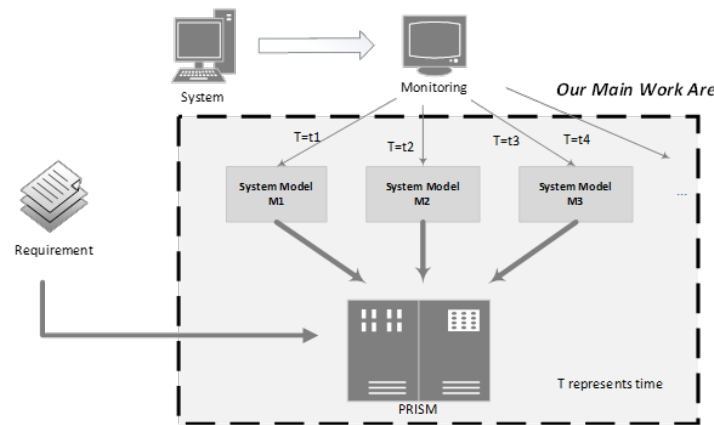 System
Monitoring
Our Main Work Are
T=t1
T=t2
T=t3
T=t4
System Model
M1
System Model
M2
System Model
M3
...
Requirement
T represents time
PRISM